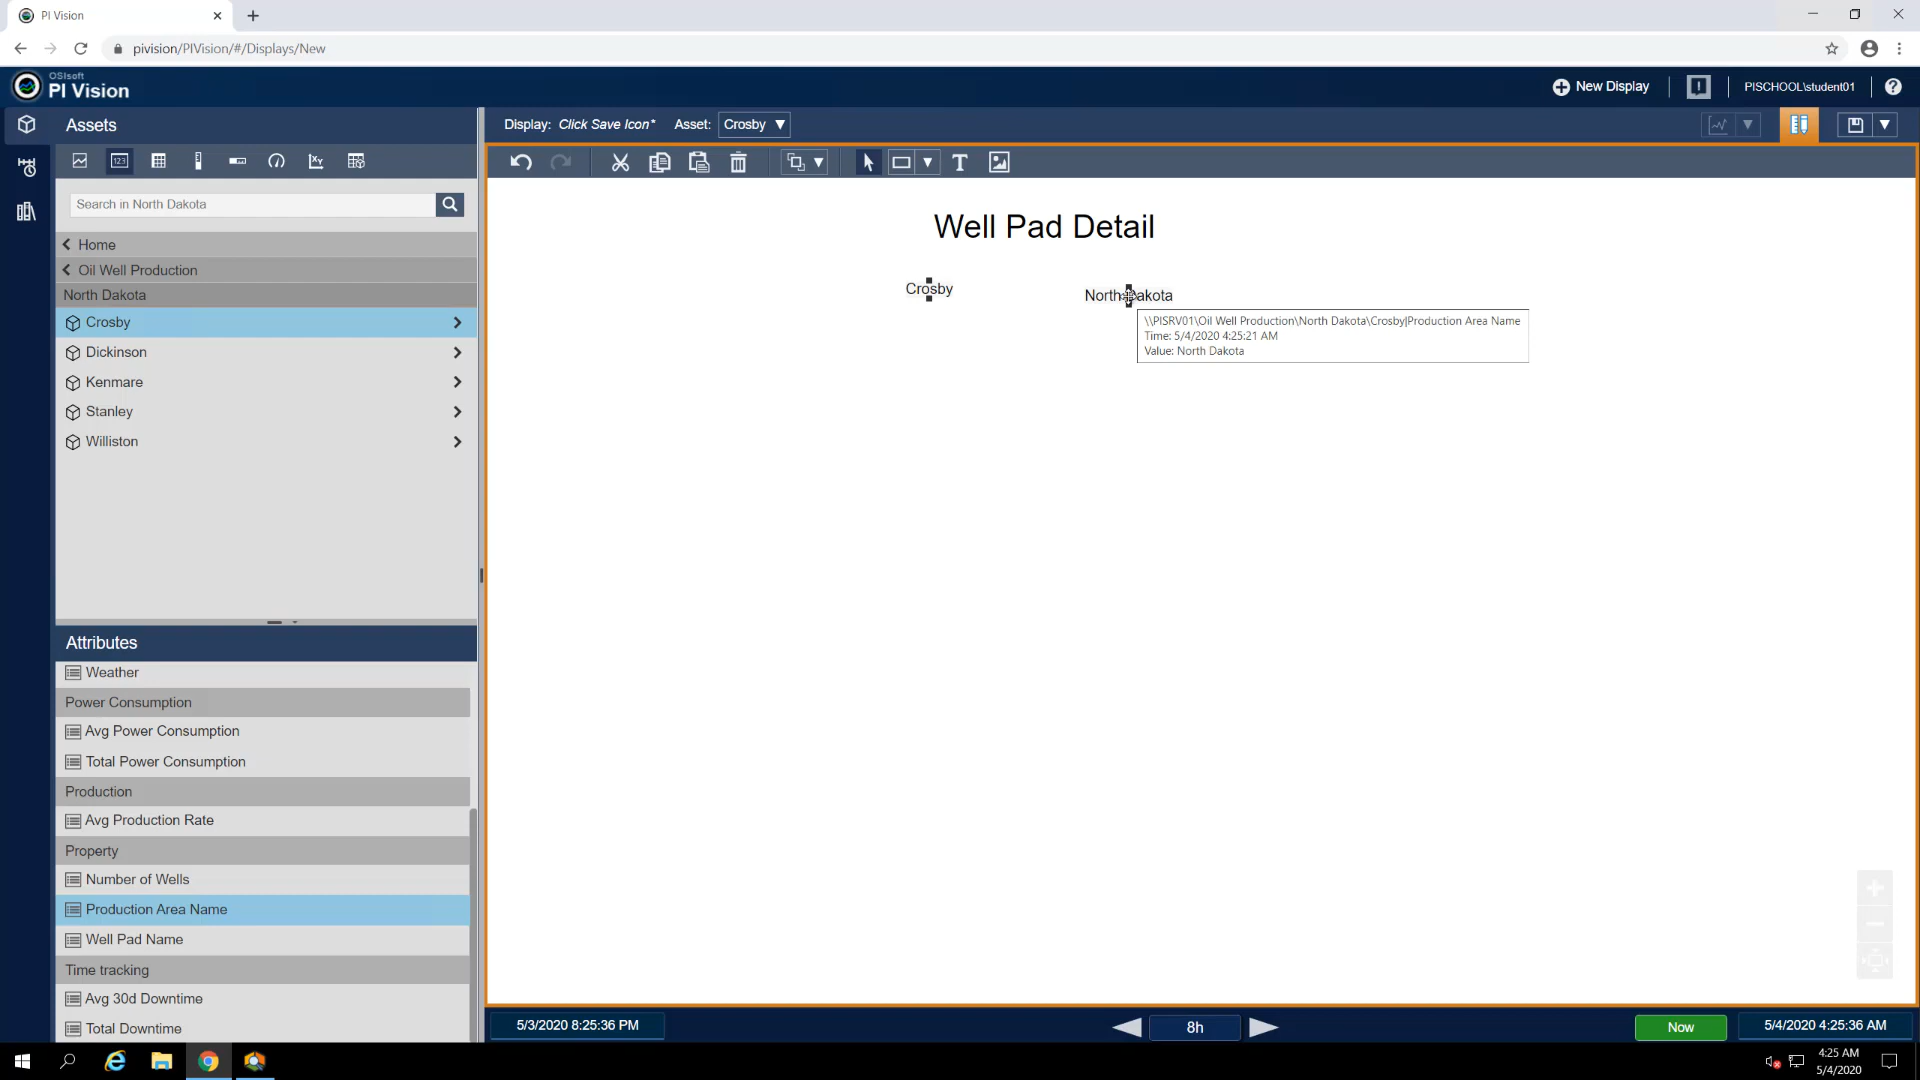 PI Vision
pivision/PIVision/#/Displays/New
OSIsoft
PI Vision
New Display
PISCHOOL\student01
Assets
Display: Click Save Icon* Asset: Crosby
123
Search in North Dakota
Home
Oil Well Production
North Dakota
Crosby
Dickinson
Kenmare
Stanley
Williston
Well Pad Detail
Crosby
North Dakota
\\PISRV01\Oil Well Production\North Dakota\Crosby|Production Area Name
Time: 5/4/2020 4:25:21 AM
Value: North Dakota
Attributes
Weather
Power Consumption
Avg Power Consumption
Total Power Consumption
Production
Avg Production Rate
Property
Number of Wells
Production Area Name
Well Pad Name
Time tracking
Avg 30d Downtime
Total Downtime
5/3/2020 8:25:36 PM
8h
Now
5/4/2020 4:25:36 AM
4:25 AM
5/4/2020